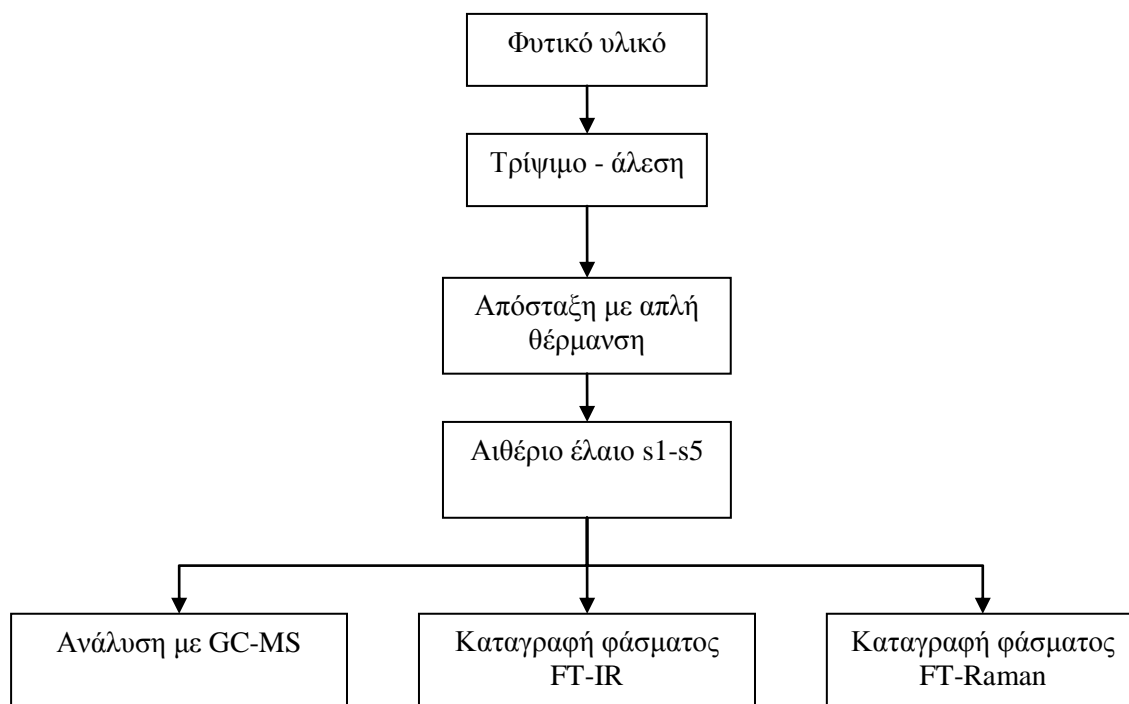 Φυτικό υλικό
Τρίψιμο - άλεση
Απόσταξη με απλή
θέρμανση
Αιθέριο έλαιο s1-s5
Ανάλυση με GC-MS
Καταγραφή φάσματος
FT-IR
Καταγραφή φάσματος
FT-Raman